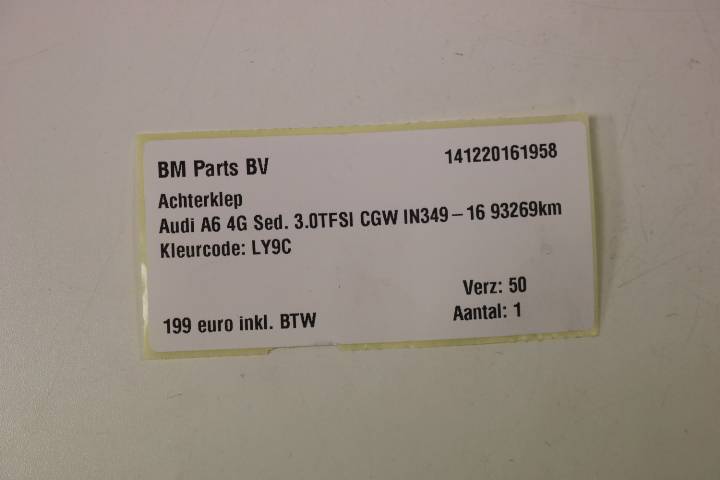 BM Parts BV 141220161958
Achterklep
Audi A6 4G Sed. 3.0TFSI CGW IN349 – 16 93269km
Kleurcode: LY9C
Verz: 50
199 euro inkl. BTW Aantal: 1